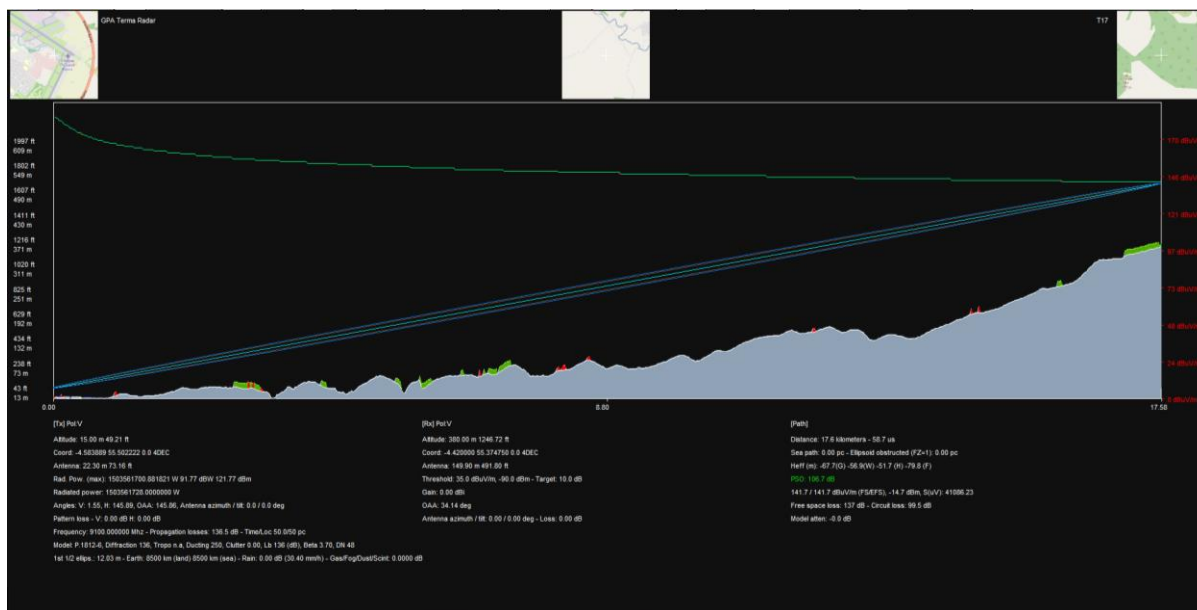 GPA Terma Radar
T17
1997 ft
609 m
1802 ft
549 m
1607 ft
490 m
1411 ft
430 m
1216 ft
371 m
1020 ft
311 m
825 ft
251 m
629 ft
192 m
434 ft
132 m
238 ft
73 m
43 ft
13 m
170 dBuV/m
146 dBuV/m
121 dBuV/m
97 dBuV/m
73 dBuV/m
48 dBuV/m
24 dBuV/m
0 dBuV/m
0.00
8.80
17.58
[Tx] Pol:V
Altitude: 15.00 m 49.21 ft
Coord: -4.583889 55.502222 0.0 4DEC
Antenna: 22.30 m 73.16 ft
Rad. Pow. (max): 1503561700.881821 W 91.77 dBW 121.77 dBm
Radiated power: 1503561728.0000000 W
Angles: V: 1.55, H: 145.89, OAA: 145.86, Antenna azimuth / tilt: 0.0 / 0.0 deg
Pattern loss - V: 0.00 dB H: 0.00 dB
Frequency: 9100.000000 Mhz - Propagation losses: 136.5 dB - Time/Loc 50.0/50 pc
Model: P.1812-6, Diffraction 136, Tropo n.a, Ducting 250, Clutter 0.00, Lb 136 (dB), Beta 3.70, DN 48
1st 1/2 ellips.: 12.03 m - Earth: 8500 km (land) 8500 km (sea) - Rain: 0.00 dB (30.40 mm/h) - Gas/Fog/Dust/Scint: 0.0000 dB
[Rx] Pol:V
Altitude: 380.00 m 1246.72 ft
Coord: -4.420000 55.374750 0.0 4DEC
Antenna: 149.90 m 491.80 ft
Threshold: 35.0 dBuV/m, -90.0 dBm - Target: 10.0 dB
Gain: 0.00 dBi
OAA: 34.14 deg
Antenna azimuth / tilt: 0.00 / 0.00 deg - Loss: 0.00 dB
[Path]
Distance: 17.6 kilometers - 58.7 us
Sea path: 0.00 pc - Ellipsoid obstructed (FZ=1): 0.00 pc
Heff (m): -67.7(G) -56.9(W) -51.7 (H) -79.8 (F)
PSO: 106.7 dB
141.7 / 141.7 dBuV/m (FS/EFS), -14.7 dBm, S(uV): 41086.23
Free space loss: 137 dB - Circuit loss: 99.5 dB
Model atten: -0.0 dB